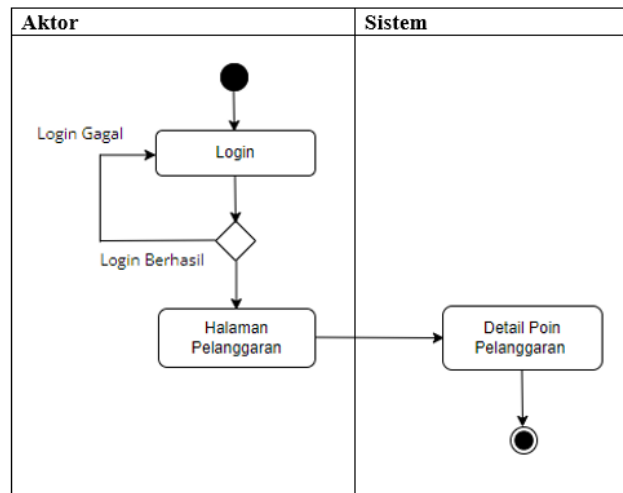 Aktor
Sistem
Login Gagal
Login
Login Berhasil
Halaman
Pelanggaran
Detail Poin
Pelanggaran